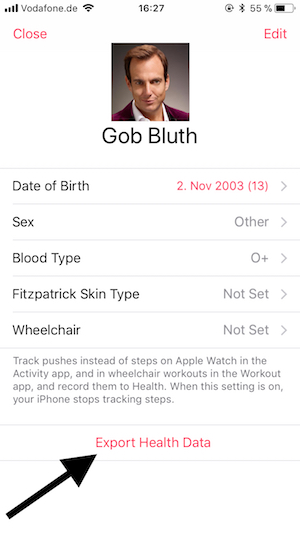 Vodafone.de 16:27 55 %
Close Edit
Gob Bluth
Date of Birth 2. Nov 2003 (13)
Sex Other
Blood Type O+
Fitzpatrick Skin Type Not Set
Wheelchair Not Set
Track pushes instead of steps on Apple Watch in the
Activity app, and in wheelchair workouts in the Workout
app, and record them to Health. When this setting is on,
your iPhone stops tracking steps.
Export Health Data